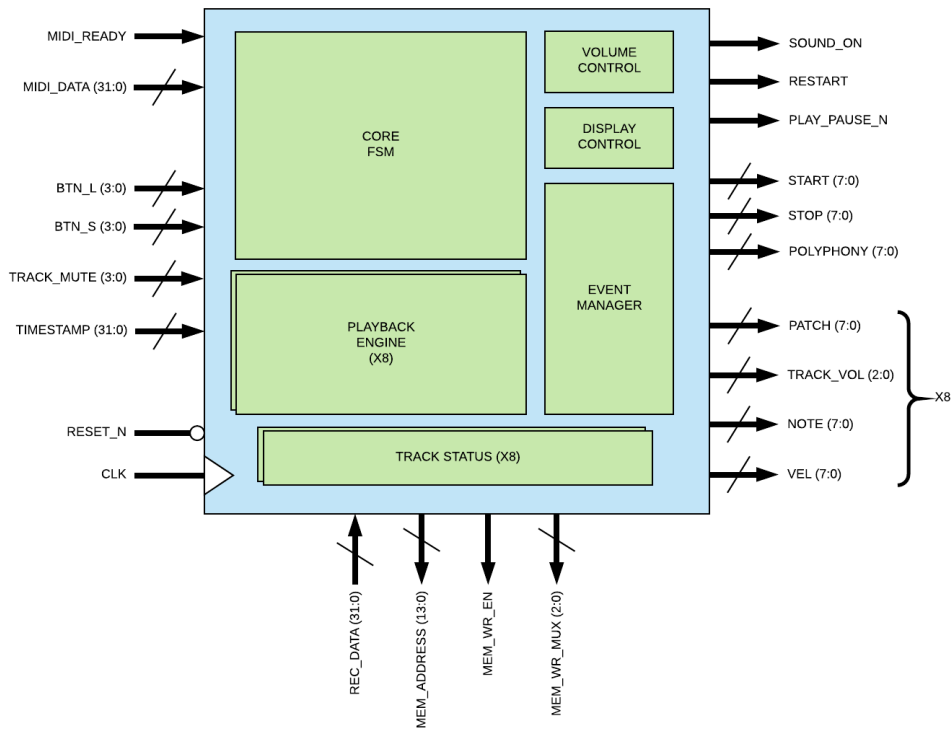 MIDI_READY
MIDI_DATA (31:0)
BTN_L (3:0)
BTN_S (3:0)
TRACK_MUTE (3:0)
TIMESTAMP (31:0)
RESET_N
CLK
CORE
FSM
VOLUME
CONTROL
DISPLAY
CONTROL
EVENT
MANAGER
PLAYBACK
ENGINE
(X8)
TRACK STATUS (X8)
SOUND_ON
RESTART
PLAY_PAUSE_N
START (7:0)
STOP (7:0)
POLYPHONY (7:0)
PATCH (7:0)
TRACK_VOL (2:0)
NOTE (7:0)
VEL (7:0)
X8
REC_DATA (31:0)
MEM_ADDRESS (13:0)
MEM_WR_EN
MEM_WR_MUX (2:0)